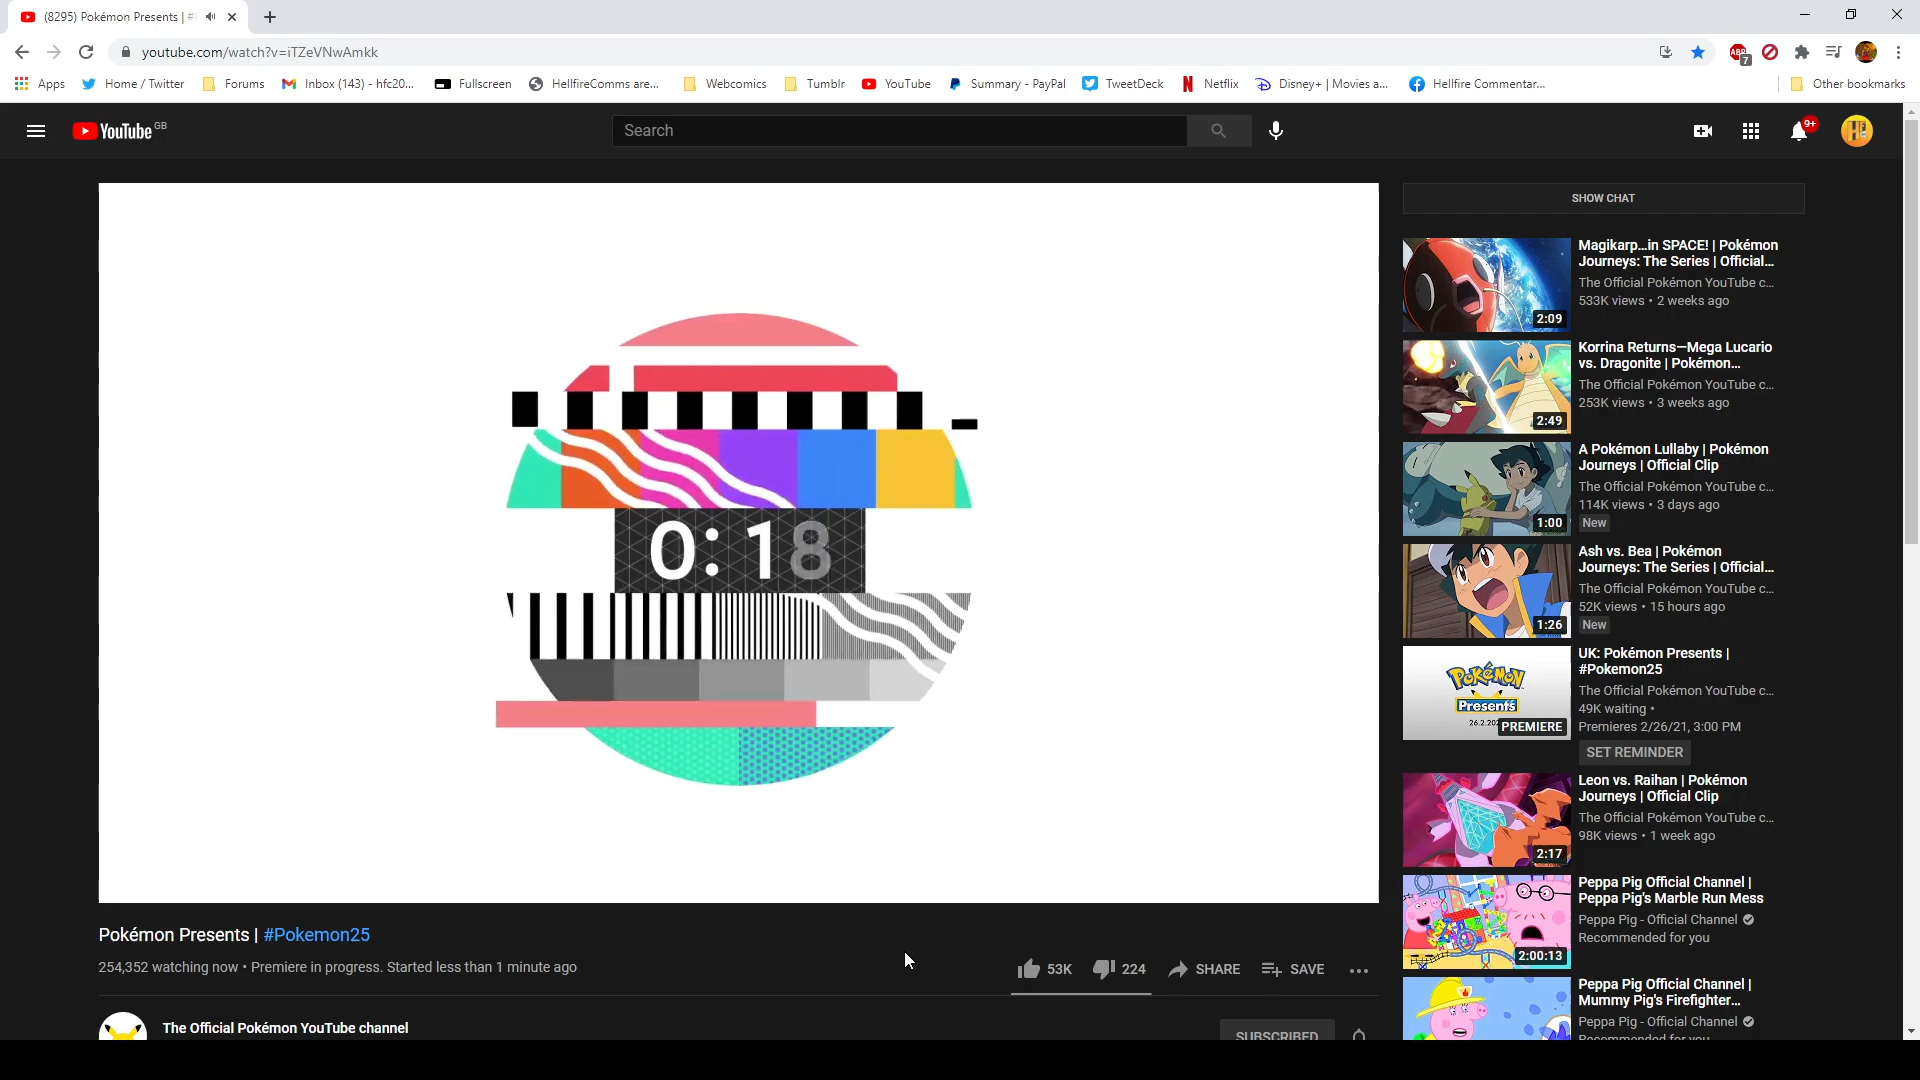 (8295) Pokémon Presents | #
youtube.com/watch?v=iTZeVNwAmkk
ABP
7
Apps
Home / Twitter
Forums
Inbox (143) - hfc20...
Fullscreen
HellfireComms are...
Webcomics
Tumblr
YouTube
Summary - PayPal
TweetDeck
Netflix
Disney+ | Movies a...
Hellfire Commentar...
Other bookmarks
YouTube GB
Search
9+
0:18
Pokémon Presents | #Pokemon25
254,352 watching now • Premiere in progress. Started less than 1 minute ago
53K
224
SHARE
SAVE
The Official Pokémon YouTube channel
SUBSCRIBED
SHOW CHAT
2:09
Magikarp...in SPACE! | Pokémon
Journeys: The Series | Official...
The Official Pokémon YouTube c...
533K views • 2 weeks ago
2:49
Korrina Returns—Mega Lucario
vs. Dragonite | Pokémon...
The Official Pokémon YouTube c...
253K views • 3 weeks ago
1:00
A Pokémon Lullaby | Pokémon
Journeys | Official Clip
The Official Pokémon YouTube c...
114K views • 3 days ago
New
1:26
Ash vs. Bea | Pokémon
Journeys: The Series | Official...
The Official Pokémon YouTube c...
52K views • 15 hours ago
New
POKÉMON
Presents
PREMIERE
UK: Pokémon Presents |
#Pokemon25
The Official Pokémon YouTube c...
49K waiting •
Premieres 2/26/21, 3:00 PM
SET REMINDER
2:17
Leon vs. Raihan | Pokémon
Journeys | Official Clip
The Official Pokémon YouTube c...
98K views • 1 week ago
2:00:13
Peppa Pig Official Channel |
Peppa Pig's Marble Run Mess
Peppa Pig - Official Channel
Recommended for you
Peppa Pig Official Channel |
Mummy Pig's Firefighter...
Peppa Pig - Official Channel
Recommended for you